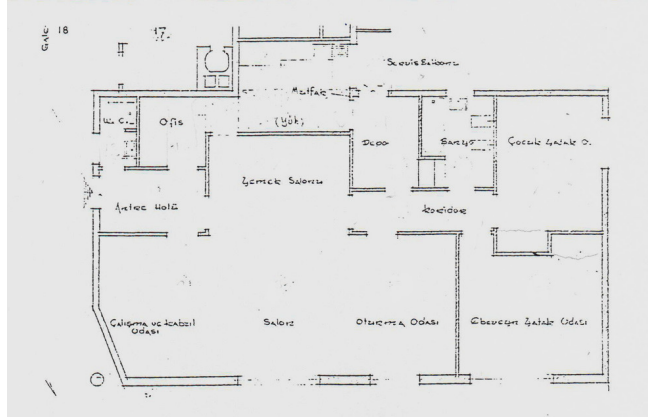 18
17.
Servis Balkonu
Mutfak
W.C.
Ofis
(Yük)
Depo
Banyo
Çocuk Yatak O.
Yemek Salonu
Antre Holü
Koridor
Çalışma ve Kabul
Odası
Salon
Oturma Odası
Ebeveyn Yatak Odası